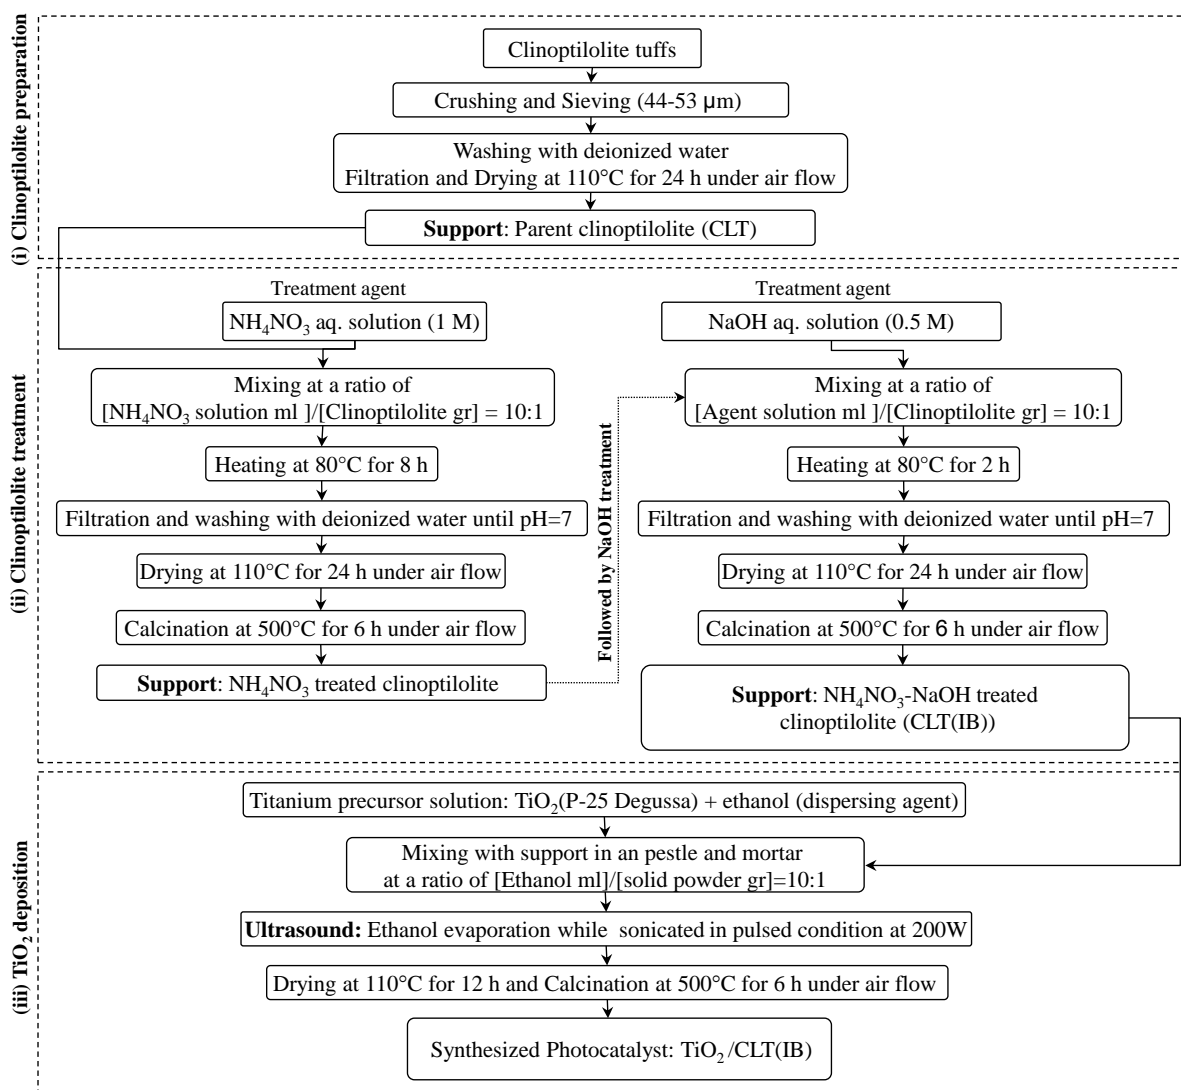 (i) Clinoptilolite preparation
Clinoptilolite tuffs
Crushing and Sieving (44-53 μm)
Washing with deionized water
Filtration and Drying at 110°C for 24 h under air flow
Support: Parent clinoptilolite (CLT)
(ii) Clinoptilolite treatment
Treatment agent
NH₄NO₃ aq. solution (1 M)
Mixing at a ratio of
[NH₄NO₃ solution ml ]/[Clinoptilolite gr] = 10:1
Heating at 80°C for 8 h
Filtration and washing with deionized water until pH=7
Drying at 110°C for 24 h under air flow
Calcination at 500°C for 6 h under air flow
Support: NH₄NO₃ treated clinoptilolite
Followed by NaOH treatment
Treatment agent
NaOH aq. solution (0.5 M)
Mixing at a ratio of
[Agent solution ml ]/[Clinoptilolite gr] = 10:1
Heating at 80°C for 2 h
Filtration and washing with deionized water until pH=7
Drying at 110°C for 24 h under air flow
Calcination at 500°C for 6 h under air flow
Support: NH₄NO₃-NaOH treated
clinoptilolite (CLT(IB))
(iii) TiO₂ deposition
Titanium precursor solution: TiO₂(P-25 Degussa) + ethanol (dispersing agent)
Mixing with support in an pestle and mortar
at a ratio of [Ethanol ml]/[solid powder gr]=10:1
Ultrasound: Ethanol evaporation while sonicated in pulsed condition at 200W
Drying at 110°C for 12 h and Calcination at 500°C for 6 h under air flow
Synthesized Photocatalyst: TiO₂/CLT(IB)